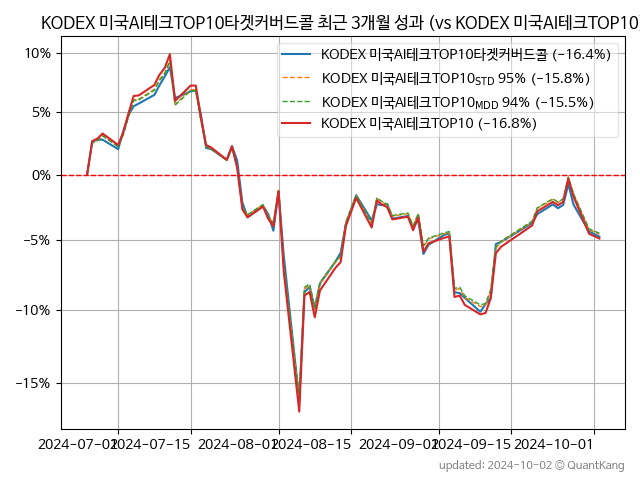 KODEX 미국AI테크TOP10타겟커버드콜 최근 3개월 성과 (vs KODEX 미국AI테크TOP10)
KODEX 미국AI테크TOP10타겟커버드콜 (−16.4%)
KODEX 미국AI테크TOP10STD 95% (−15.8%)
KODEX 미국AI테크TOP10MDD 94% (−15.5%)
KODEX 미국AI테크TOP10 (−16.8%)
10%
5%
0%
−5%
−10%
−15%
2024-07-01 2024-07-15 2024-08-01 2024-08-15 2024-09-01 2024-09-15 2024-10-01
updated: 2024-10-02 © QuantKang